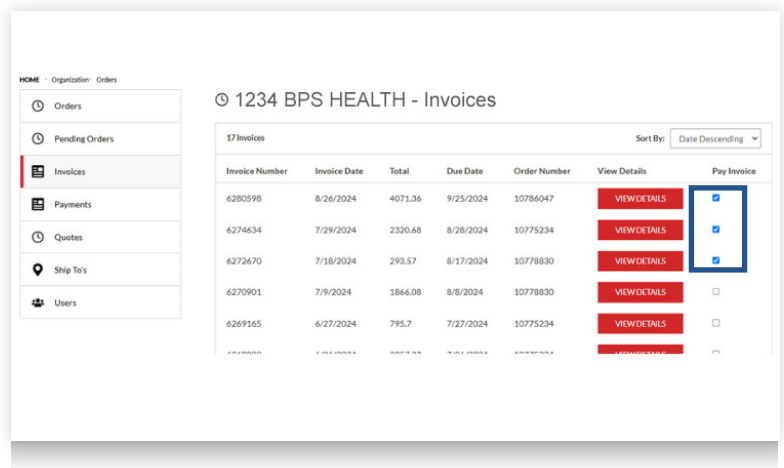 HOME · Organization · Orders
Orders
Pending Orders
Invoices
Payments
Quotes
Ship To's
Users
1234 BPS HEALTH - Invoices
17 Invoices Sort By: Date Descending
Invoice Number Invoice Date Total Due Date Order Number View Details Pay Invoice
6280598 8/26/2024 4071.36 9/25/2024 10786047 VIEW DETAILS
6274634 7/29/2024 2320.68 8/28/2024 10775234 VIEW DETAILS
6272670 7/18/2024 293.57 8/17/2024 10778830 VIEW DETAILS
6270901 7/9/2024 1866.08 8/8/2024 10778830 VIEW DETAILS
6269165 6/27/2024 795.7 7/27/2024 10775234 VIEW DETAILS